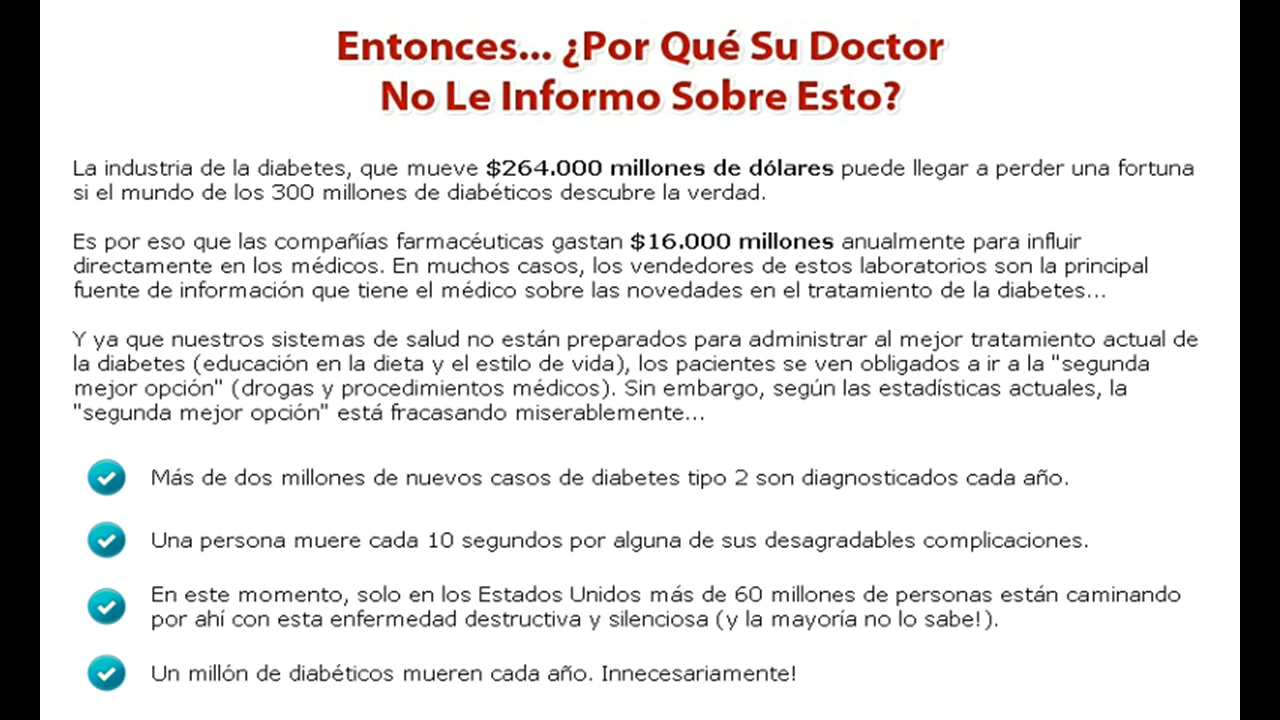 Entonces... ¿Por Qué Su Doctor
No Le Informo Sobre Esto?
La industria de la diabetes, que mueve $264.000 millones de dólares puede llegar a perder una fortuna
si el mundo de los 300 millones de diabéticos descubre la verdad.
Es por eso que las compañías farmacéuticas gastan $16.000 millones anualmente para influir
directamente en los médicos. En muchos casos, los vendedores de estos laboratorios son la principal
fuente de información que tiene el médico sobre las novedades en el tratamiento de la diabetes...
Y ya que nuestros sistemas de salud no están preparados para administrar al mejor tratamiento actual de
la diabetes (educación en la dieta y el estilo de vida), los pacientes se ven obligados a ir a la "segunda
mejor opción" (drogas y procedimientos médicos). Sin embargo, según las estadísticas actuales, la
"segunda mejor opción" está fracasando miserablemente...
Más de dos millones de nuevos casos de diabetes tipo 2 son diagnosticados cada año.
Una persona muere cada 10 segundos por alguna de sus desagradables complicaciones.
En este momento, solo en los Estados Unidos más de 60 millones de personas están caminando
por ahí con esta enfermedad destructiva y silenciosa (y la mayoría no lo sabe!).
Un millón de diabéticos mueren cada año. Innecesariamente!